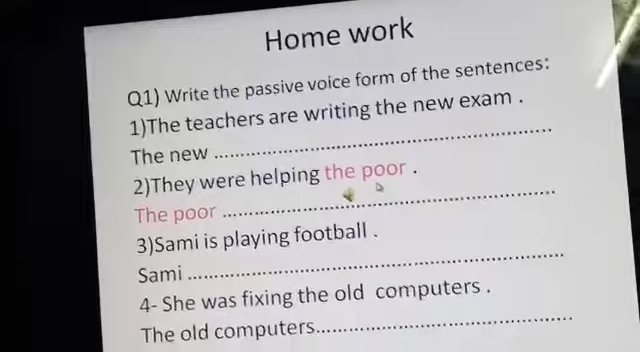 Home work
Q1) Write the passive voice form of the sentences:
1)The teachers are writing the new exam .
The new ................................................
2)They were helping the poor .
The poor ................................................
3)Sami is playing football .
Sami ......................................................
4- She was fixing the old computers .
The old computers.....................................